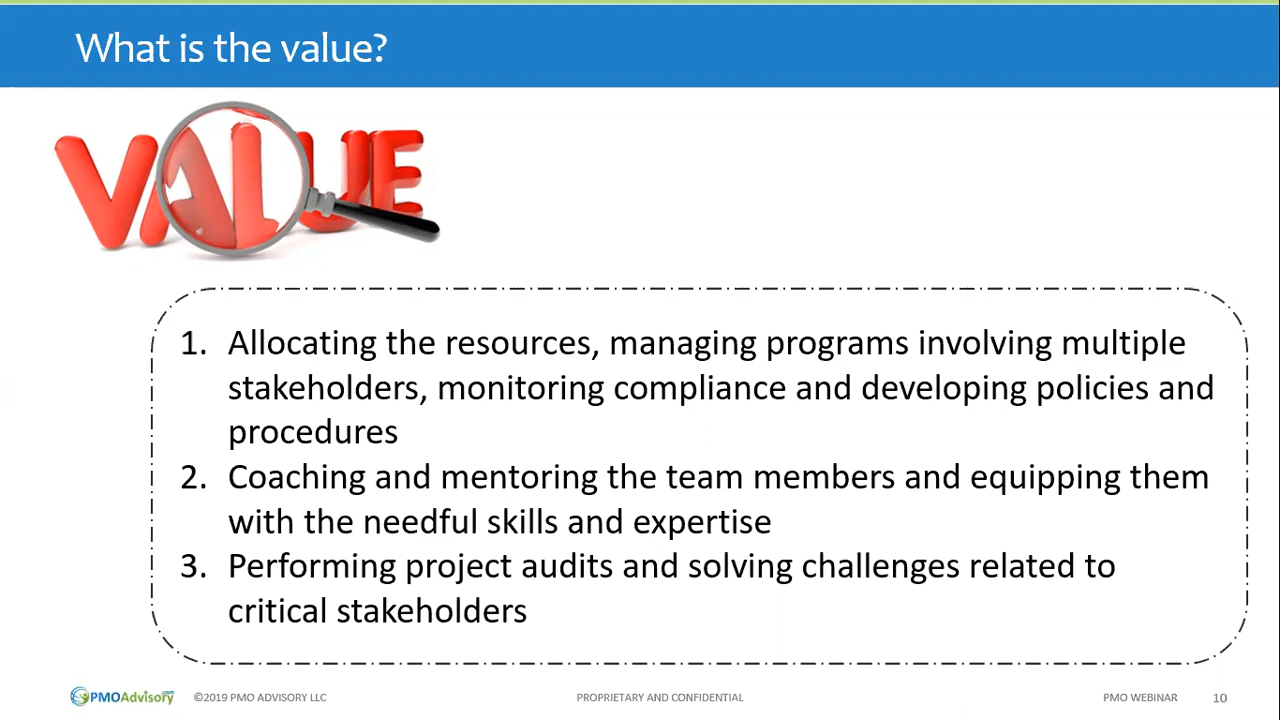 What is the value?
VALUE
1. Allocating the resources, managing programs involving multiple
stakeholders, monitoring compliance and developing policies and
procedures
2. Coaching and mentoring the team members and equipping them
with the needful skills and expertise
3. Performing project audits and solving challenges related to
critical stakeholders
PMOAdvisory.com ©2019 PMO ADVISORY LLC PROPRIETARY AND CONFIDENTIAL PMO WEBINAR 10